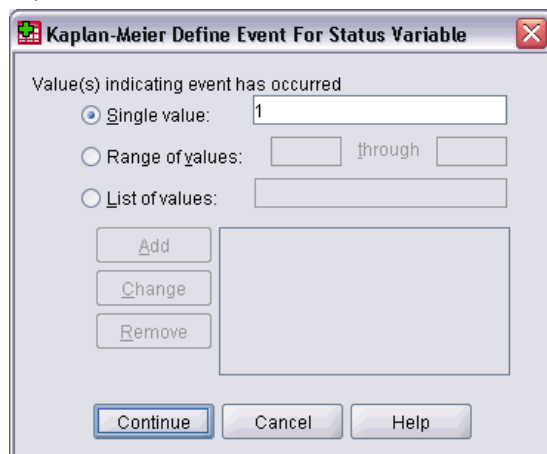 Kaplan-Meier Define Event For Status Variable
Value(s) indicating event has occurred
Single value: 1
Range of values: through
List of values:
Add
Change
Remove
Continue Cancel Help